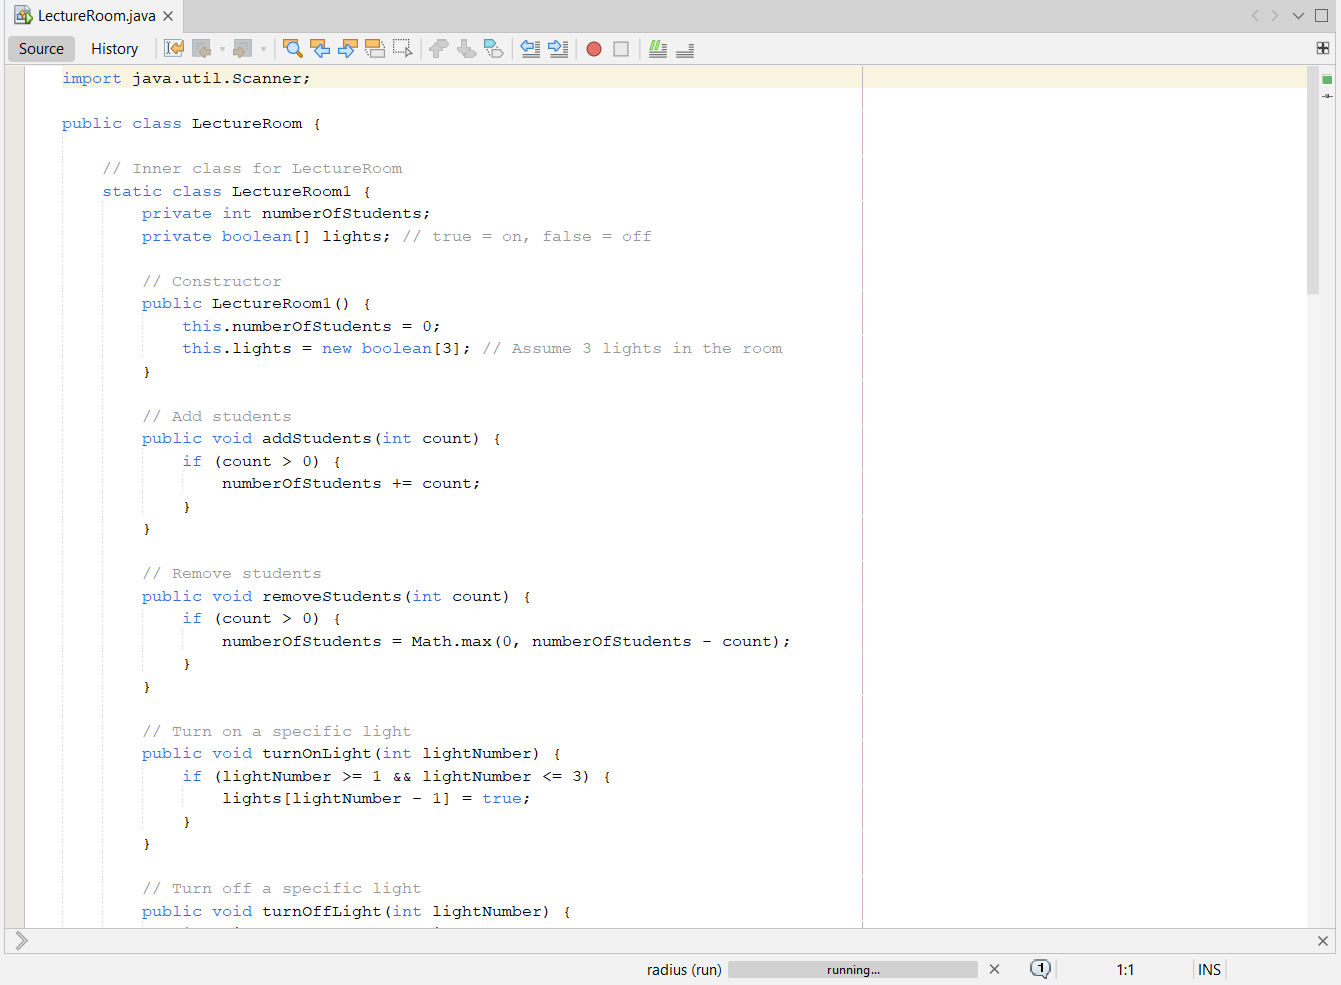 LectureRoom.java
Source History
import java.util.Scanner;
public class LectureRoom {
// Inner class for LectureRoom
static class LectureRoom1 {
private int numberOfStudents;
private boolean[] lights; // true = on, false = off
// Constructor
public LectureRoom1() {
this.numberOfStudents = 0;
this.lights = new boolean[3]; // Assume 3 lights in the room
}
// Add students
public void addStudents(int count) {
if (count > 0) {
numberOfStudents += count;
}
}
// Remove students
public void removeStudents(int count) {
if (count > 0) {
numberOfStudents = Math.max(0, numberOfStudents - count);
}
}
// Turn on a specific light
public void turnOnLight(int lightNumber) {
if (lightNumber >= 1 && lightNumber <= 3) {
lights[lightNumber - 1] = true;
}
}
// Turn off a specific light
public void turnOffLight(int lightNumber) {
radius (run) running... 1 1:1 INS